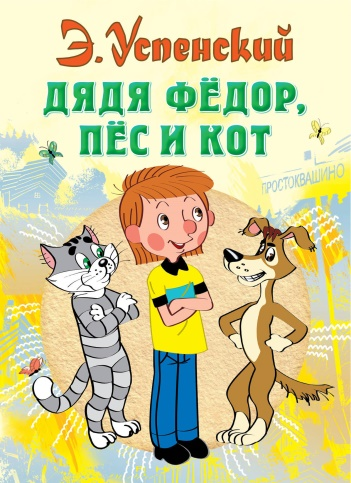 Э. Успенский
ДЯДЯ ФЁДОР,
ПЁС И КОТ
ПРОСТОКВАШИНО